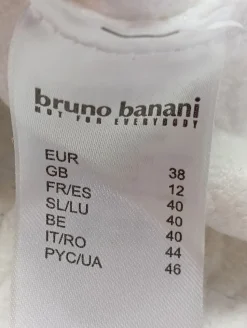 bruno banani
NOT FOR EVERYBODY
EUR 38
GB 12
FR/ES 40
SL/LU 40
BE 40
IT/RO 44
PYC/UA 46